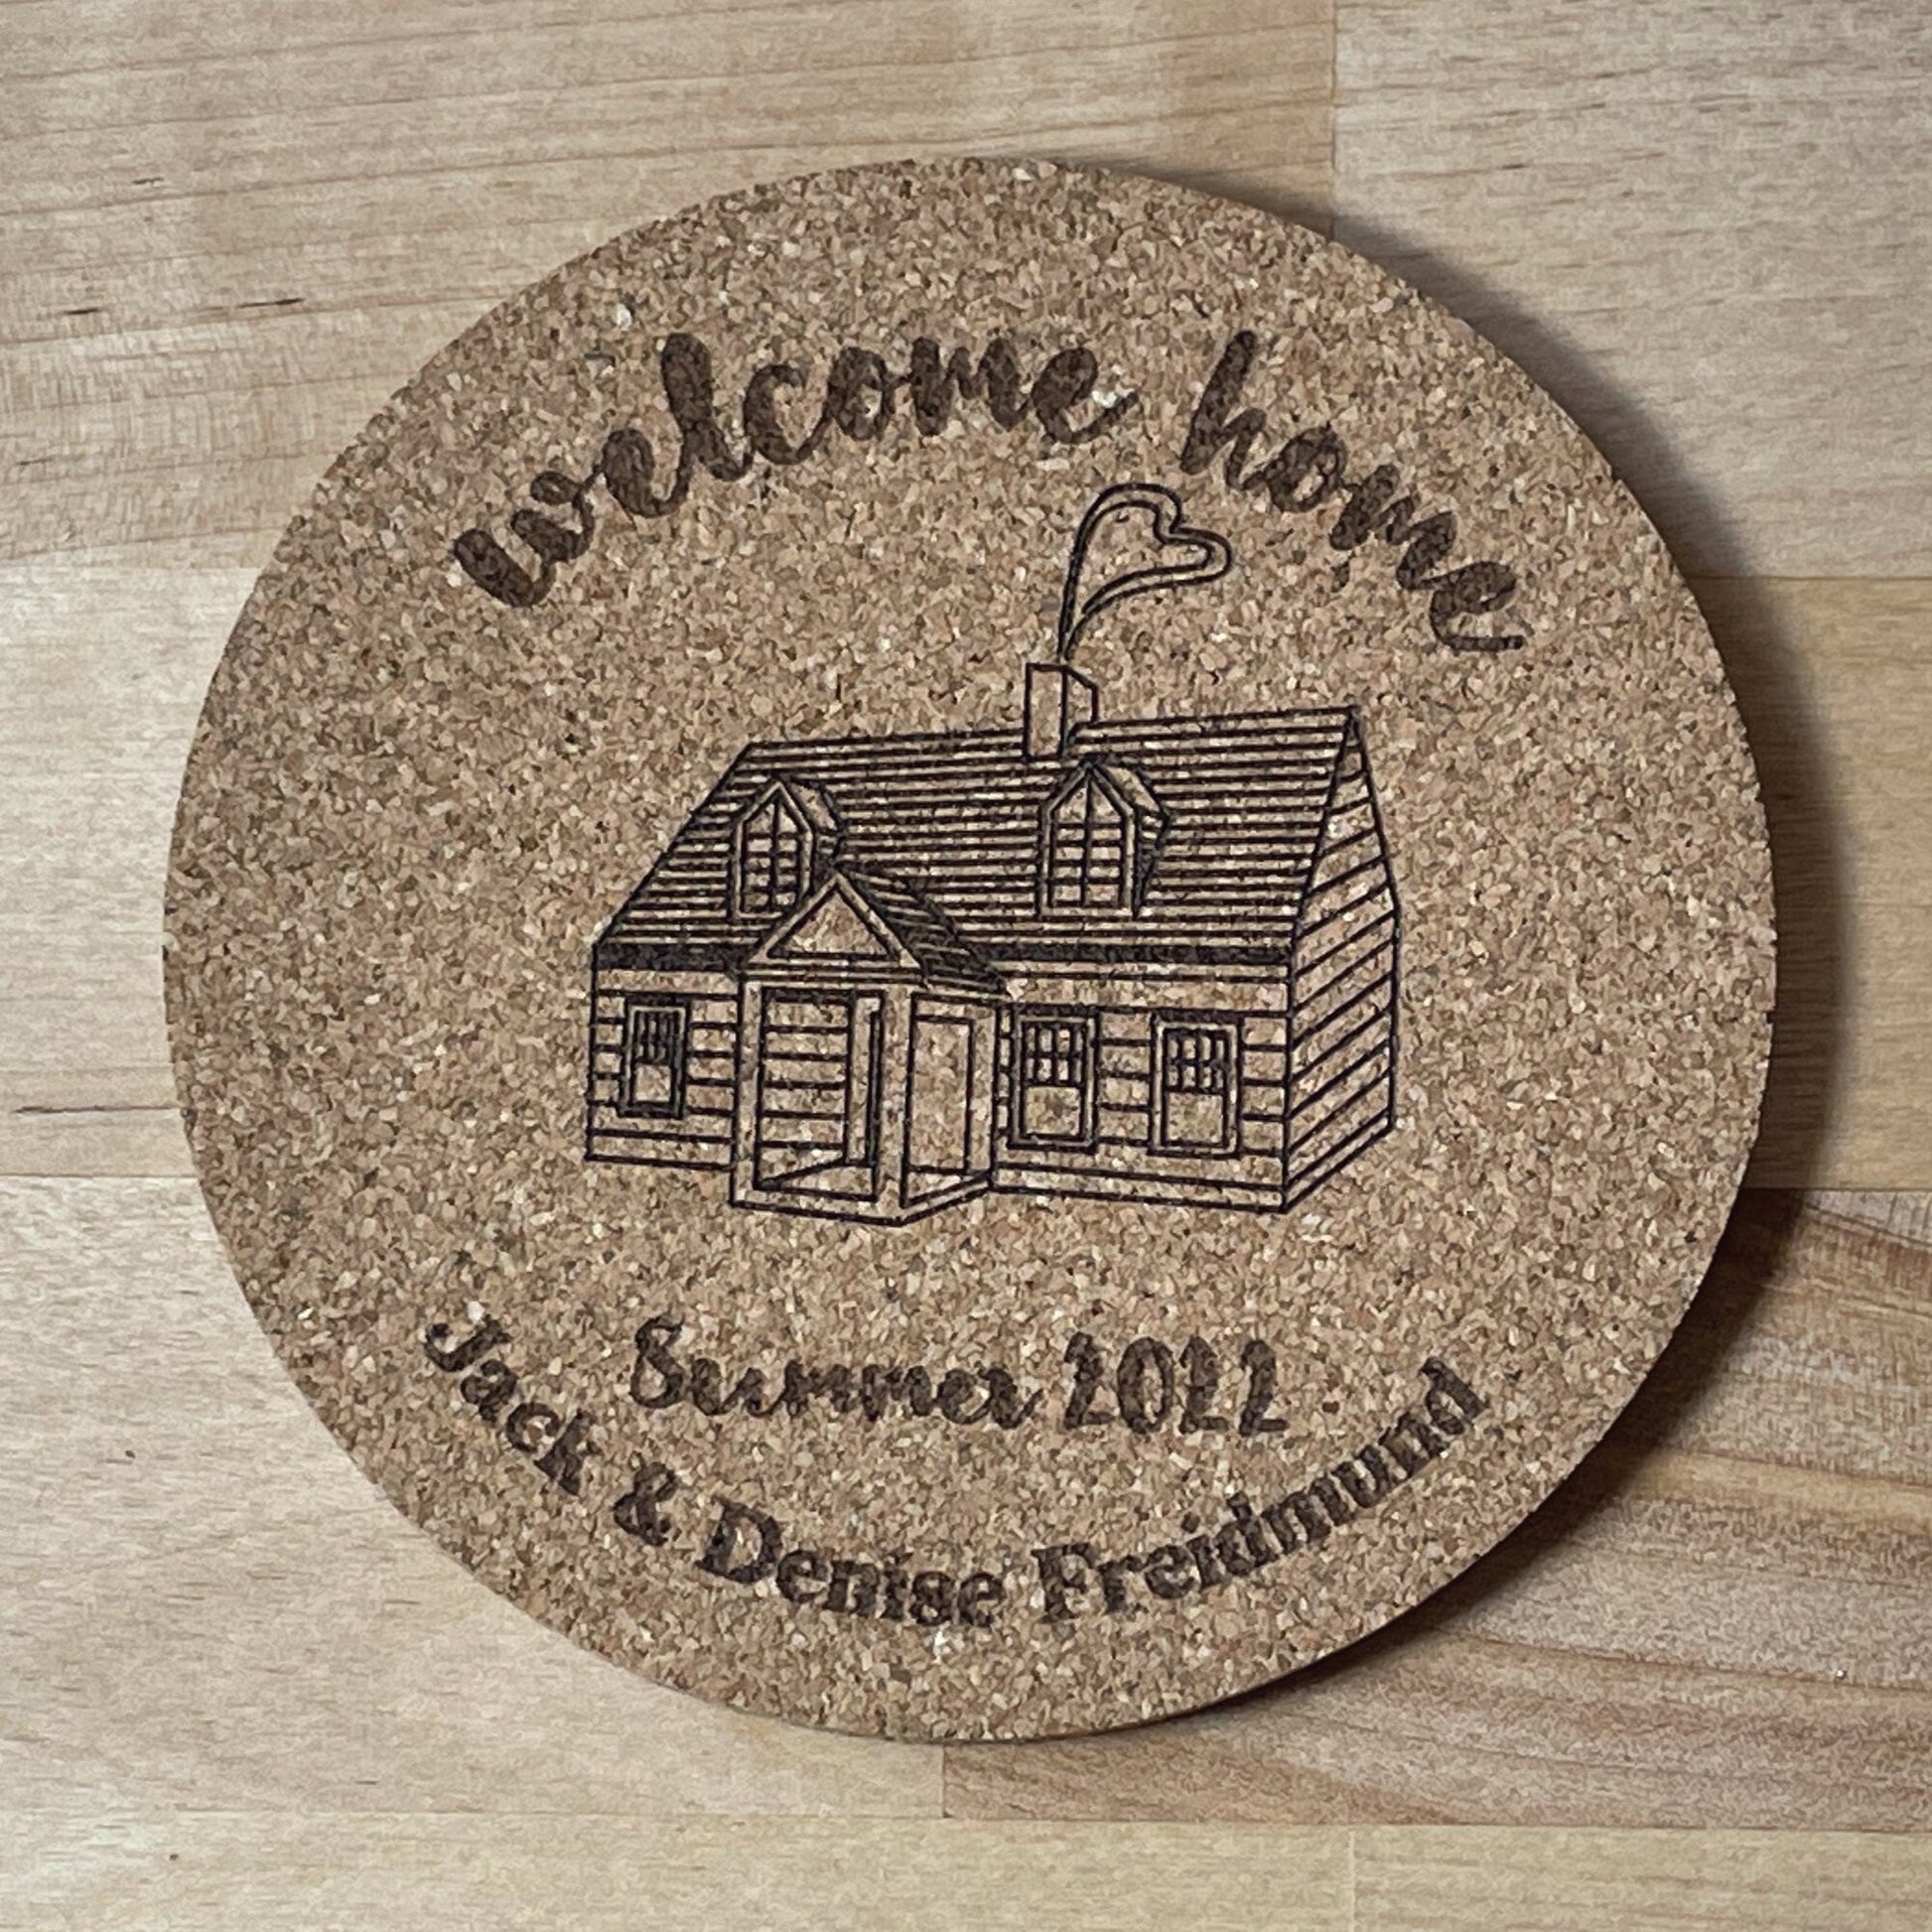 welcome home
Summer 2022
Jack & Denise Freidmund